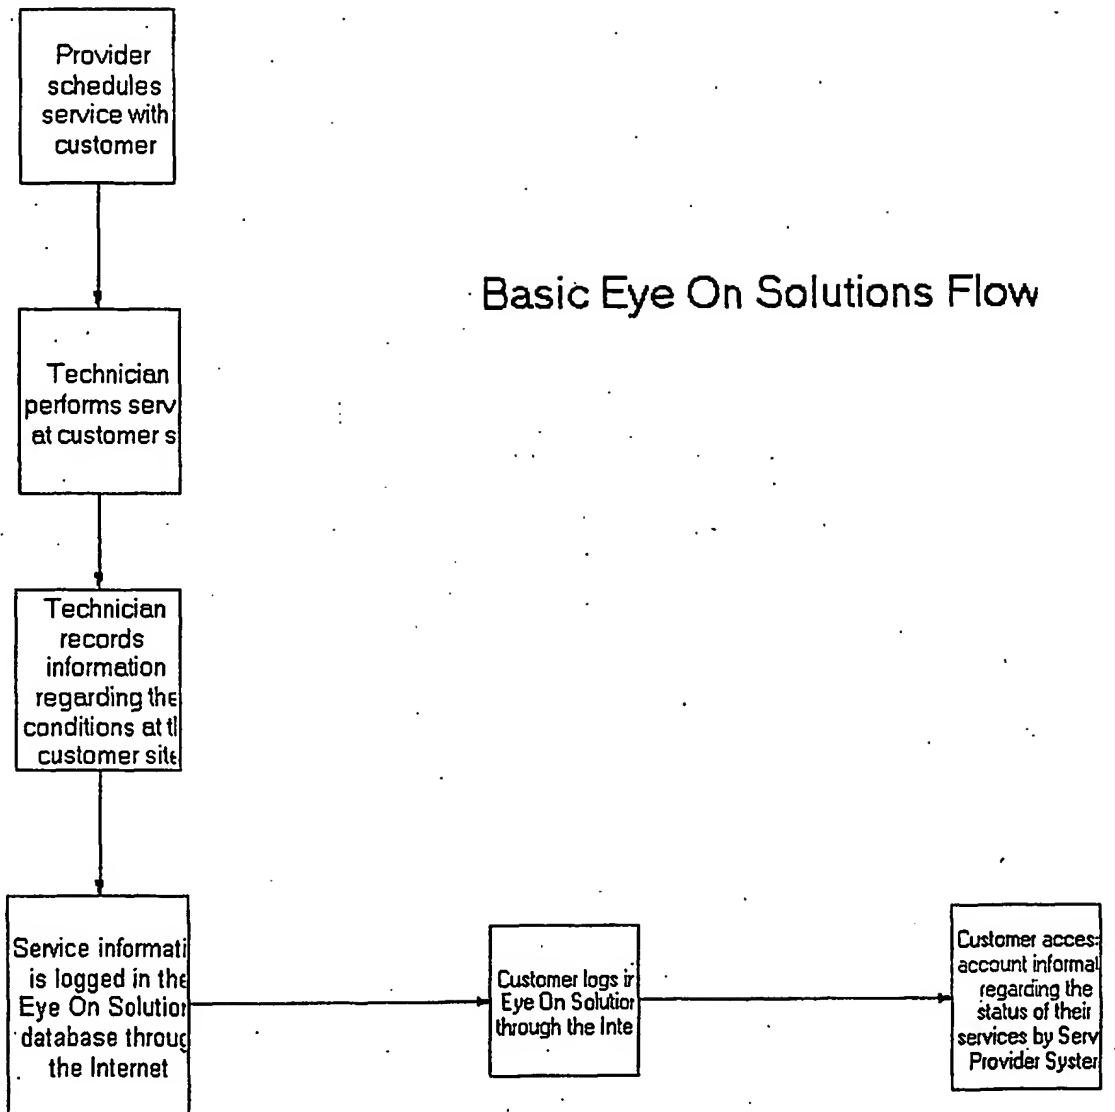 Provider
schedules
service with
customer
Basic Eye On Solutions Flow
Technician
performs serv
at customer s
Technician
records
information
regarding the
conditions at tl
customer site
Service informati
is logged in the
Eye On Solution
database throug
the Internet
Customer logs in
Eye On Solution
through the Inte
Customer acces
account informat
regarding the
status of their
services by Serv
Provider System